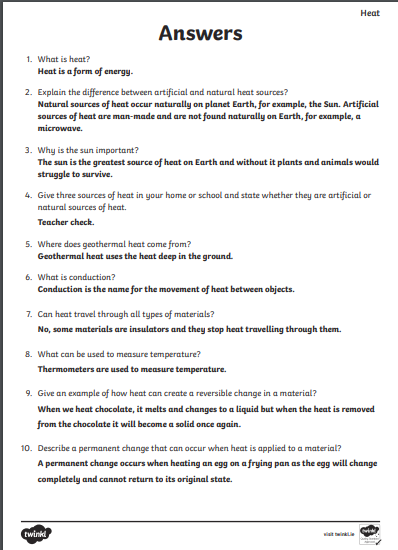 Heat
Answers
1. What is heat?
Heat is a form of energy.
2. Explain the difference between artificial and natural heat sources?
Natural sources of heat occur naturally on planet Earth, for example, the Sun. Artificial
sources of heat are man-made and are not found naturally on Earth, for example, a
microwave.
3. Why is the sun important?
The sun is the greatest source of heat on Earth and without it plants and animals would
struggle to survive.
4. Give three sources of heat in your home or school and state whether they are artificial or
natural sources of heat.
Teacher check.
5. Where does geothermal heat come from?
Geothermal heat uses the heat deep in the ground.
6. What is conduction?
Conduction is the name for the movement of heat between objects.
7. Can heat travel through all types of materials?
No, some materials are insulators and they stop heat travelling through them.
8. What can be used to measure temperature?
Thermometers are used to measure temperature.
9. Give an example of how heat can create a reversible change in a material?
When we heat chocolate, it melts and changes to a liquid but when the heat is removed
from the chocolate it will become a solid once again.
10. Describe a permanent change that can occur when heat is applied to a material?
A permanent change occurs when heating an egg on a frying pan as the egg will change
completely and cannot return to its original state.
twinkl
visit twinkl.ie